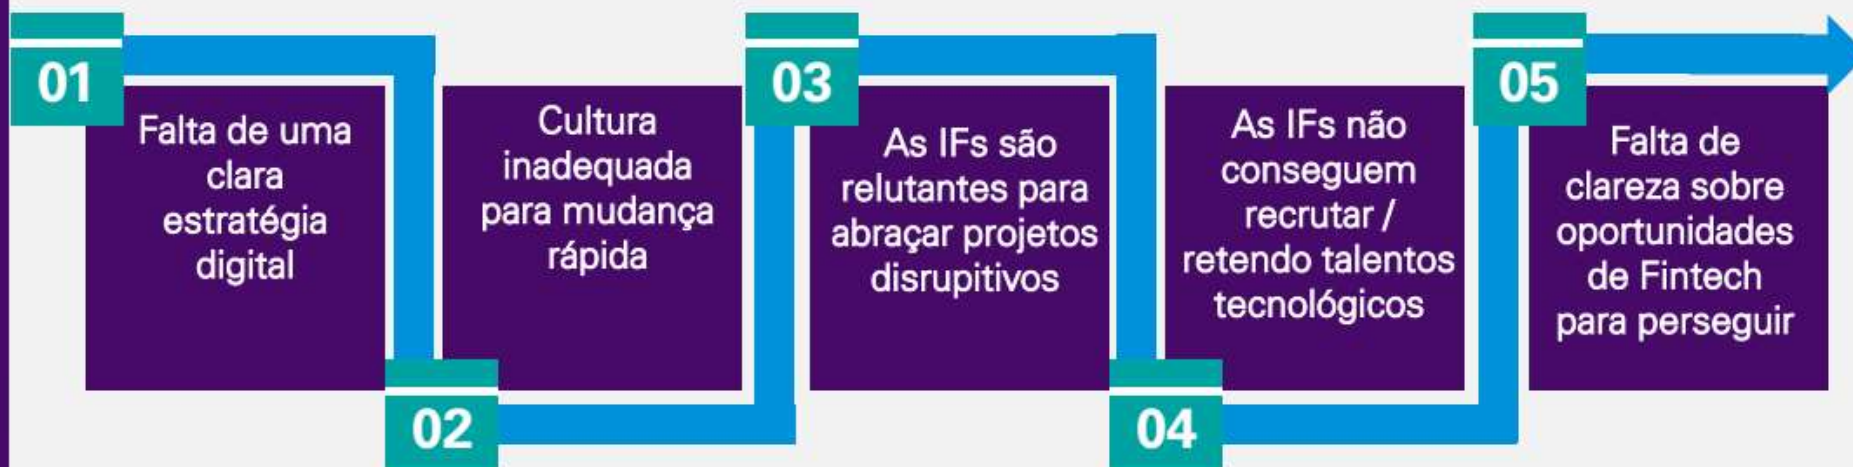 01
Falta de uma
clara
estratégia
digital
02
Cultura
inadequada
para mudança
rápida
03
As IFs são
relutantes para
abraçar projetos
disrupitivos
04
As IFs não
conseguem
recrutar /
retendo talentos
tecnológicos
05
Falta de
clareza sobre
oportunidades
de Fintech
para perseguir